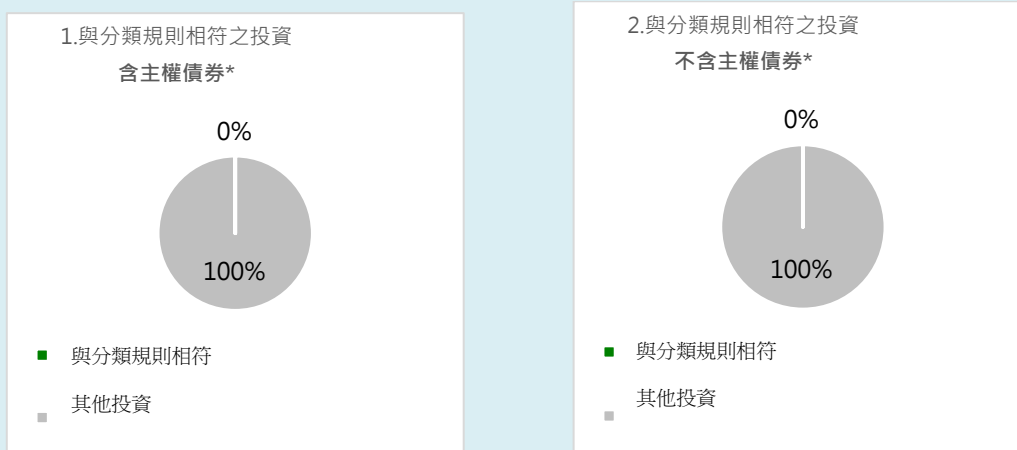 1.與分類規則相符之投資
含主權債券*
0%
100%
與分類規則相符
其他投資
2.與分類規則相符之投資
不含主權債券*
0%
100%
與分類規則相符
其他投資